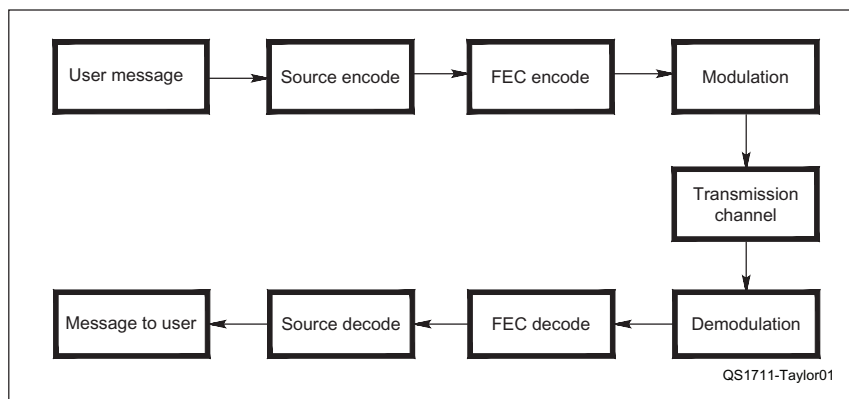 User message
Source encode
FEC encode
Modulation
Transmission
channel
Message to user
Source decode
FEC decode
Demodulation
QS1711-Taylor01